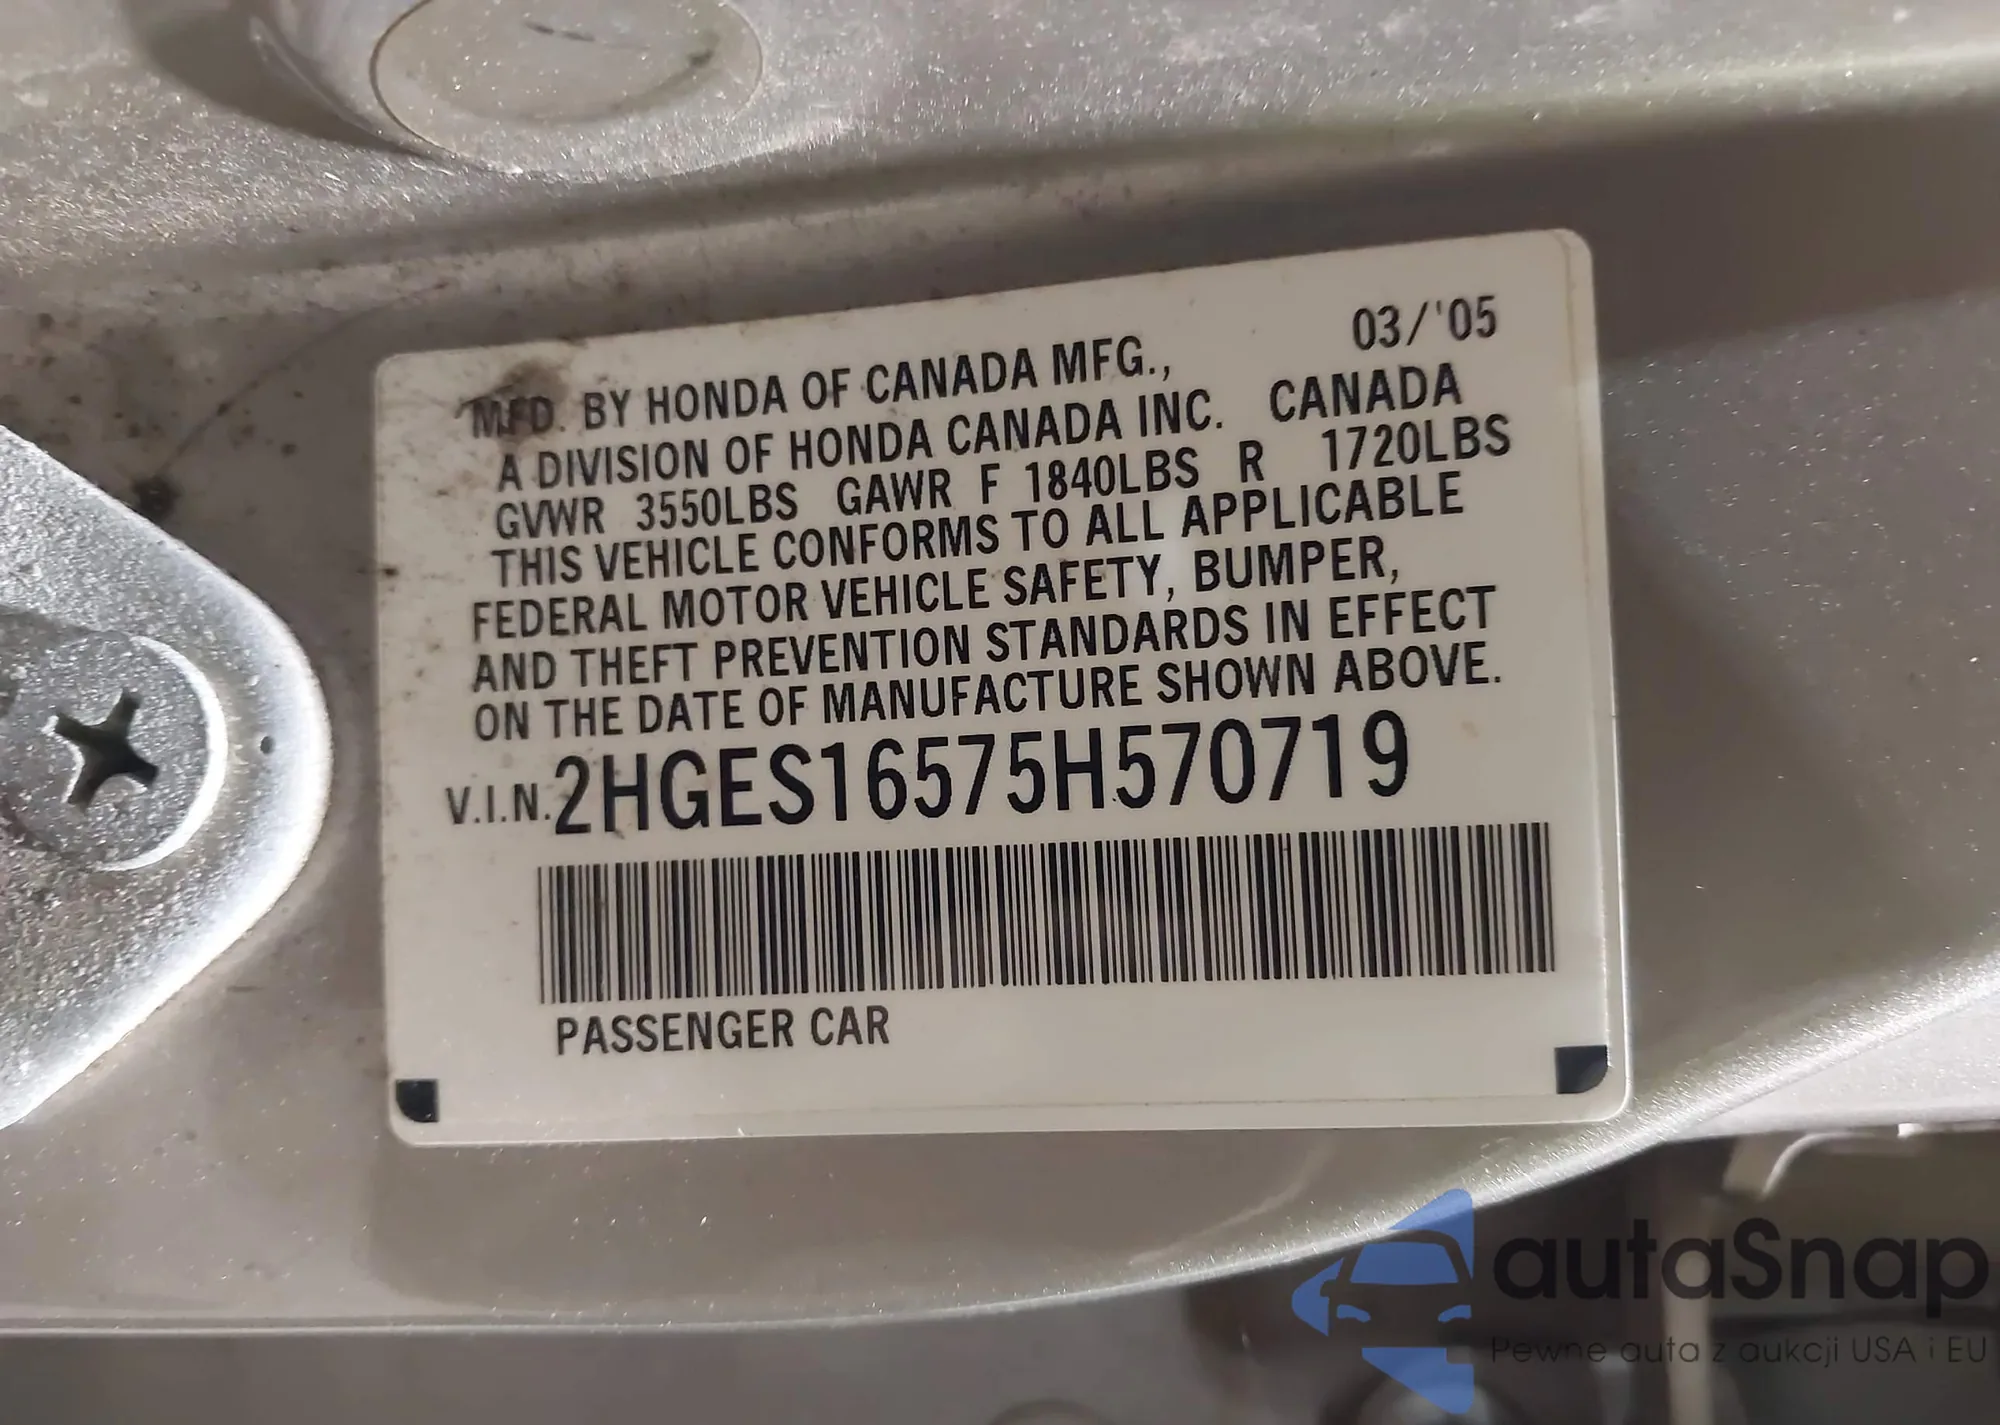 03/'05
MFD. BY HONDA OF CANADA MFG.,
A DIVISION OF HONDA CANADA INC. CANADA
GVWR 3550LBS GAWR F 1840LBS R 1720LBS
THIS VEHICLE CONFORMS TO ALL APPLICABLE
FEDERAL MOTOR VEHICLE SAFETY, BUMPER,
AND THEFT PREVENTION STANDARDS IN EFFECT
ON THE DATE OF MANUFACTURE SHOWN ABOVE.
V.I.N. 2HGES16575H570719
PASSENGER CAR
autaSnap
Pewne auta z aukcji USA i EU